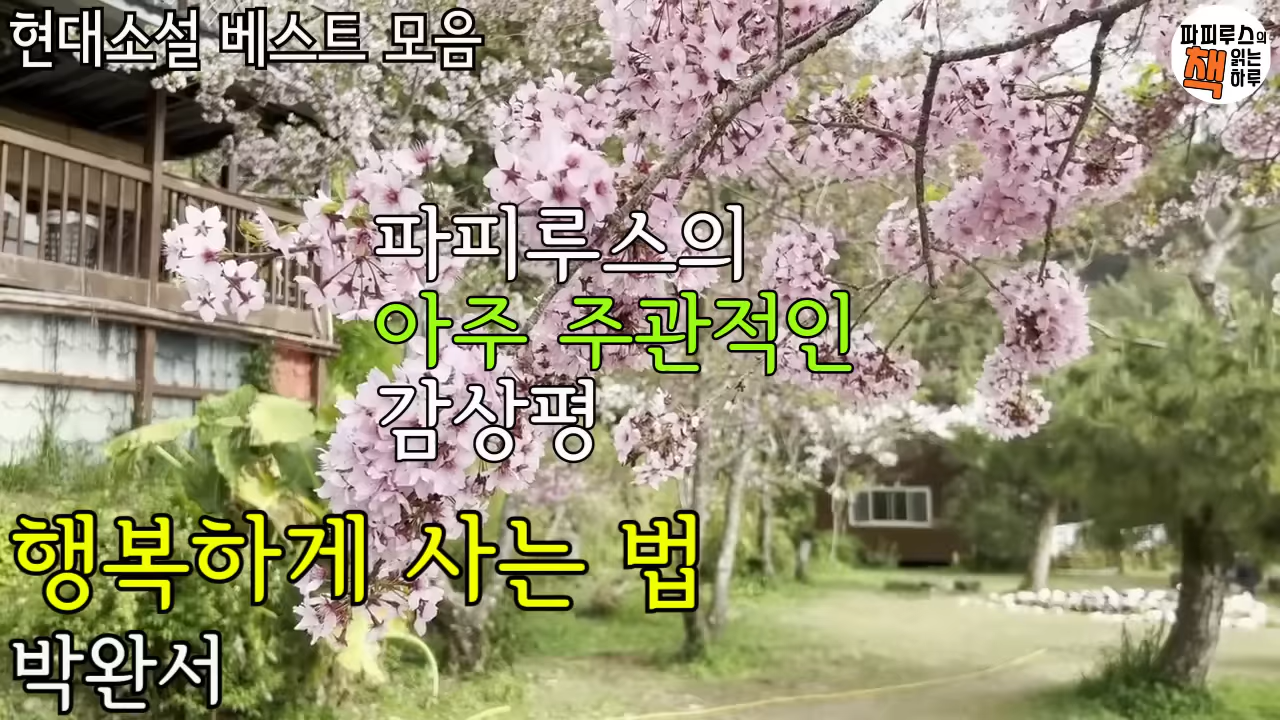 현대소설 베스트 모음
파피루스의
책 읽는
하루
파피루스의
아주 주관적인
감상평
행복하게 사는 법
박완서